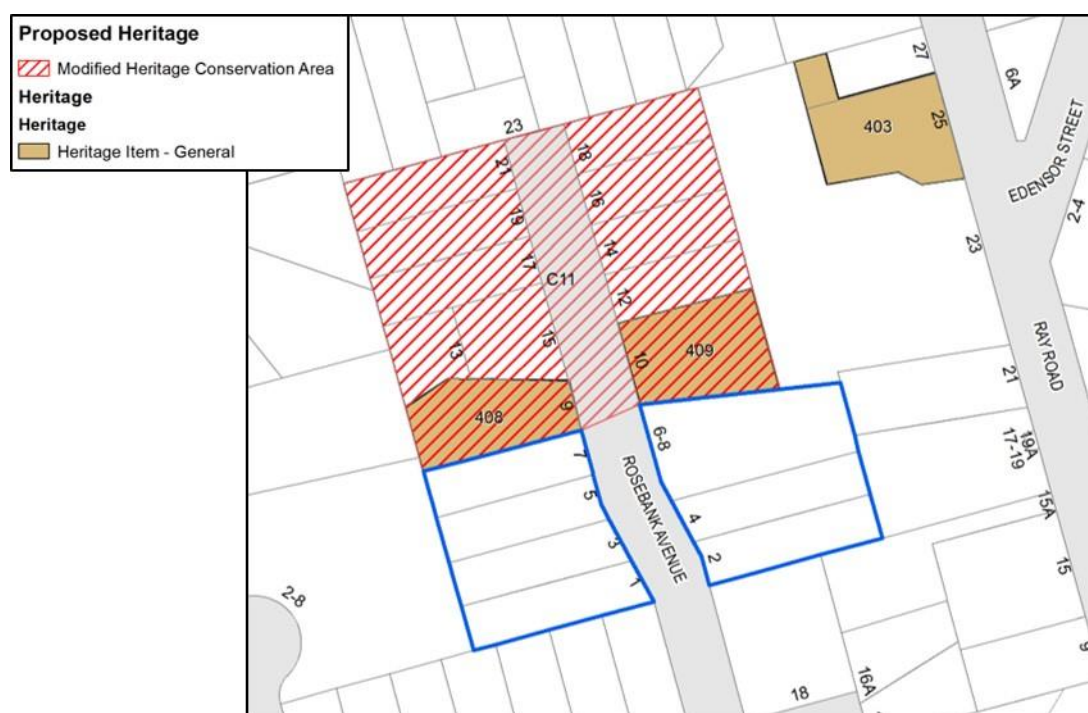 Proposed Heritage
Modified Heritage Conservation Area
Heritage
Heritage
Heritage Item - General
23
27
6A
403
25
EDENSOR STREET
2-4
23
21
18
19
16
17
14
C11
12
15
13
10
409
9
408
RAY ROAD
21
19A
17-19
15A
15
9
6-8
7
5
4
3
2
1
ROSEBANK AVENUE
2-8
18
16A